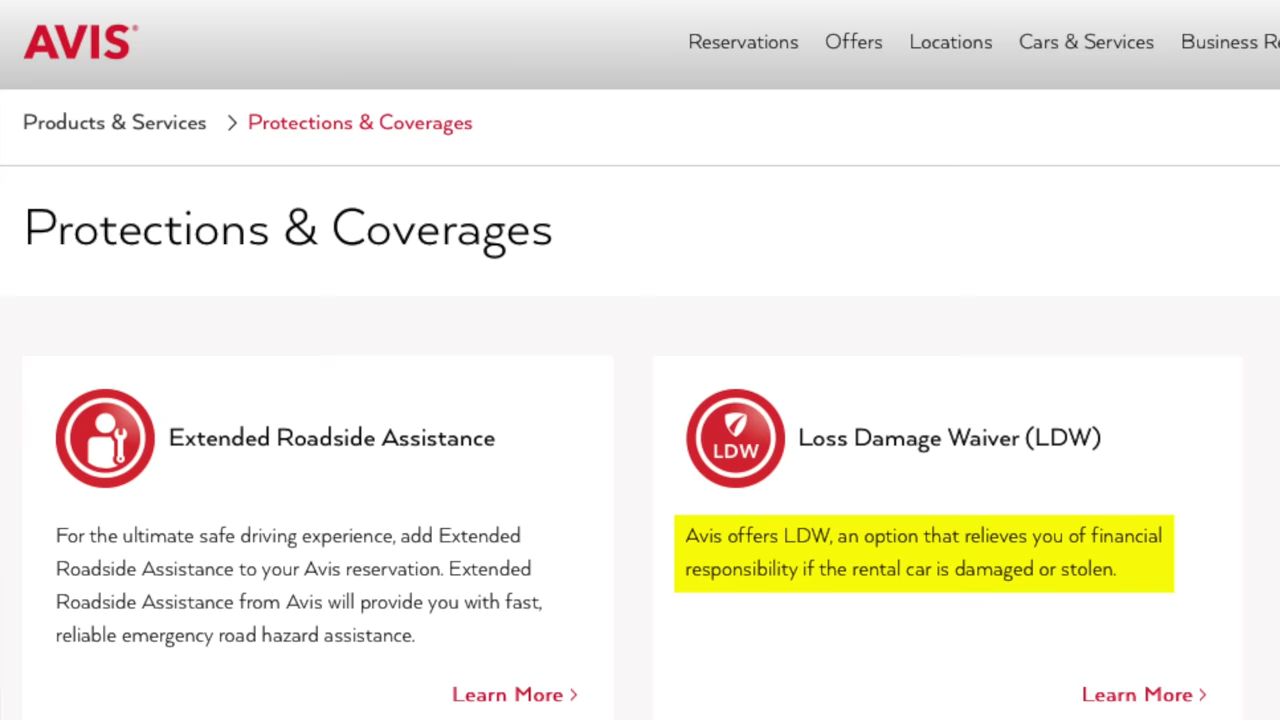 AVIS®
Reservations Offers Locations Cars & Services Business R
Products & Services > Protections & Coverages
Protections & Coverages
Extended Roadside Assistance
For the ultimate safe driving experience, add Extended
Roadside Assistance to your Avis reservation. Extended
Roadside Assistance from Avis will provide you with fast,
reliable emergency road hazard assistance.
Learn More >
LDW
Loss Damage Waiver (LDW)
Avis offers LDW, an option that relieves you of financial
responsibility if the rental car is damaged or stolen.
Learn More >